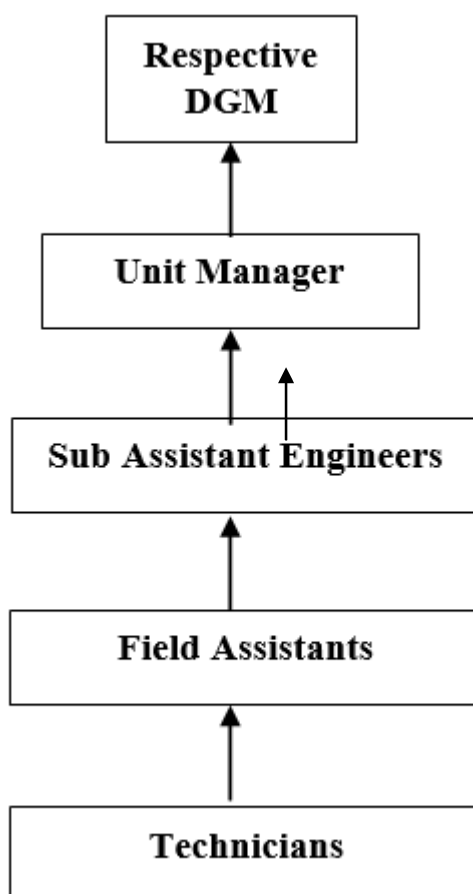 Respective
DGM
Unit Manager
Sub Assistant Engineers
Field Assistants
Technicians